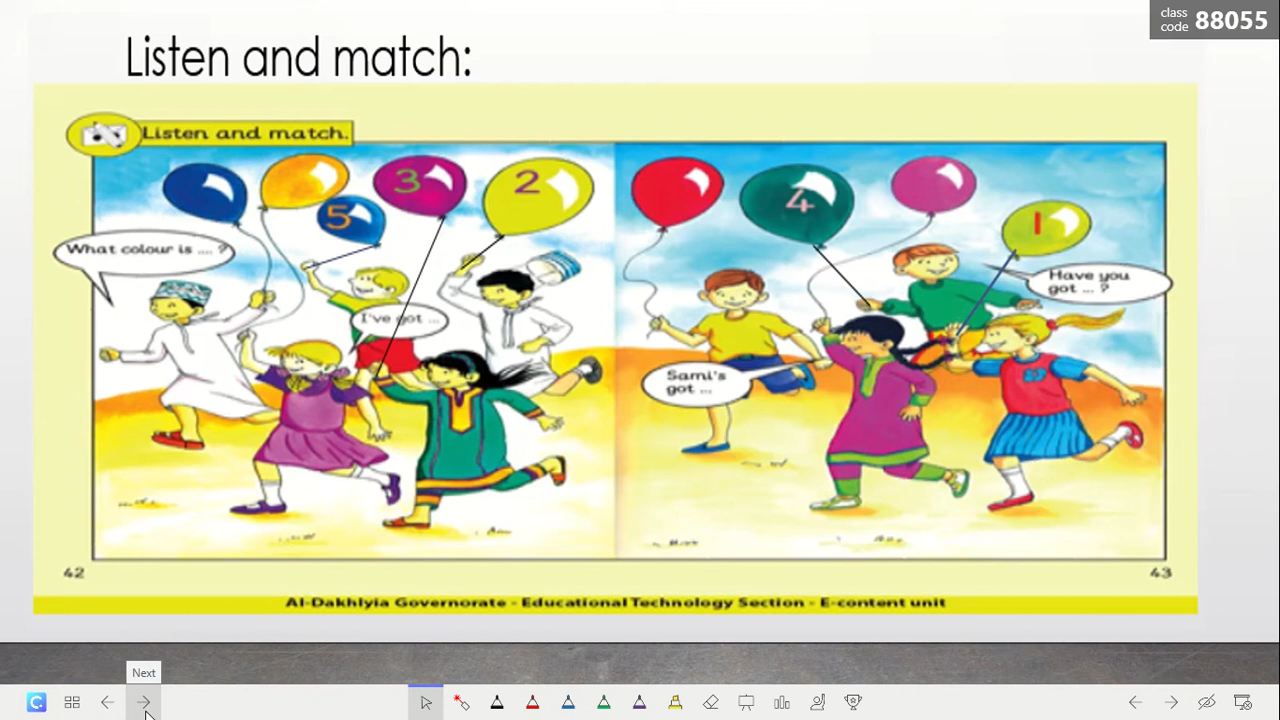 class
code 88055
Listen and match:
Listen and match.
3
2
5
4
1
What colour is .... ?
Have you
got ... ?
I've got ...
Sami's
got ...
42
43
Al-Dakhlyia Governorate - Educational Technology Section - E-content unit
Next